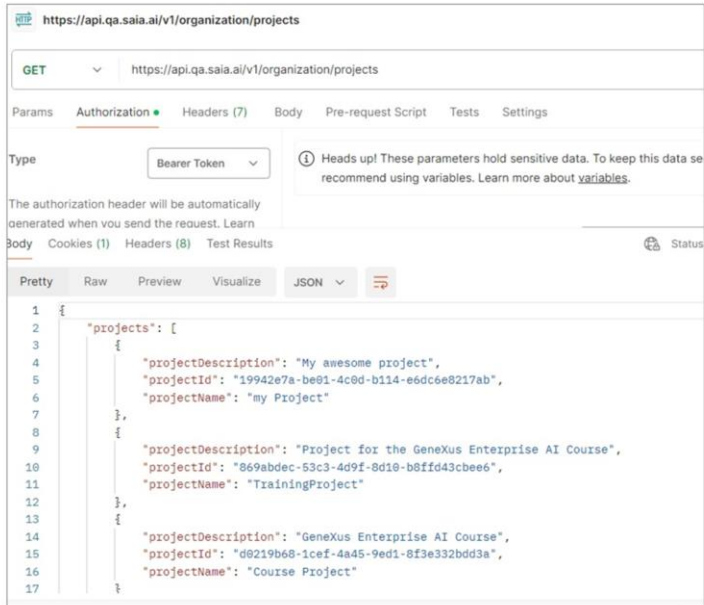 HTTP https://api.qa.saia.ai/v1/organization/projects
GET https://api.qa.saia.ai/v1/organization/projects
Params Authorization Headers (7) Body Pre-request Script Tests Settings
Type Bearer Token
Heads up! These parameters hold sensitive data. To keep this data se
recommend using variables. Learn more about variables.
The authorization header will be automatically
generated when you send the request. Learn
Body Cookies (1) Headers (8) Test Results Status
Pretty Raw Preview Visualize JSON
1 {
2 "projects": [
3 {
4 "projectDescription": "My awesome project",
5 "projectId": "19942e7a-be01-4c0d-b114-e6dc6e8217ab",
6 "projectName": "my Project"
7 },
8 {
9 "projectDescription": "Project for the GeneXus Enterprise AI Course",
10 "projectId": "869abdec-53c3-4d9f-8d10-b8ffd43cbee6",
11 "projectName": "TrainingProject"
12 },
13 {
14 "projectDescription": "GeneXus Enterprise AI Course",
15 "projectId": "d0219b68-1cef-4a45-9ed1-8f3e332bdd3a",
16 "projectName": "Course Project"
17 }